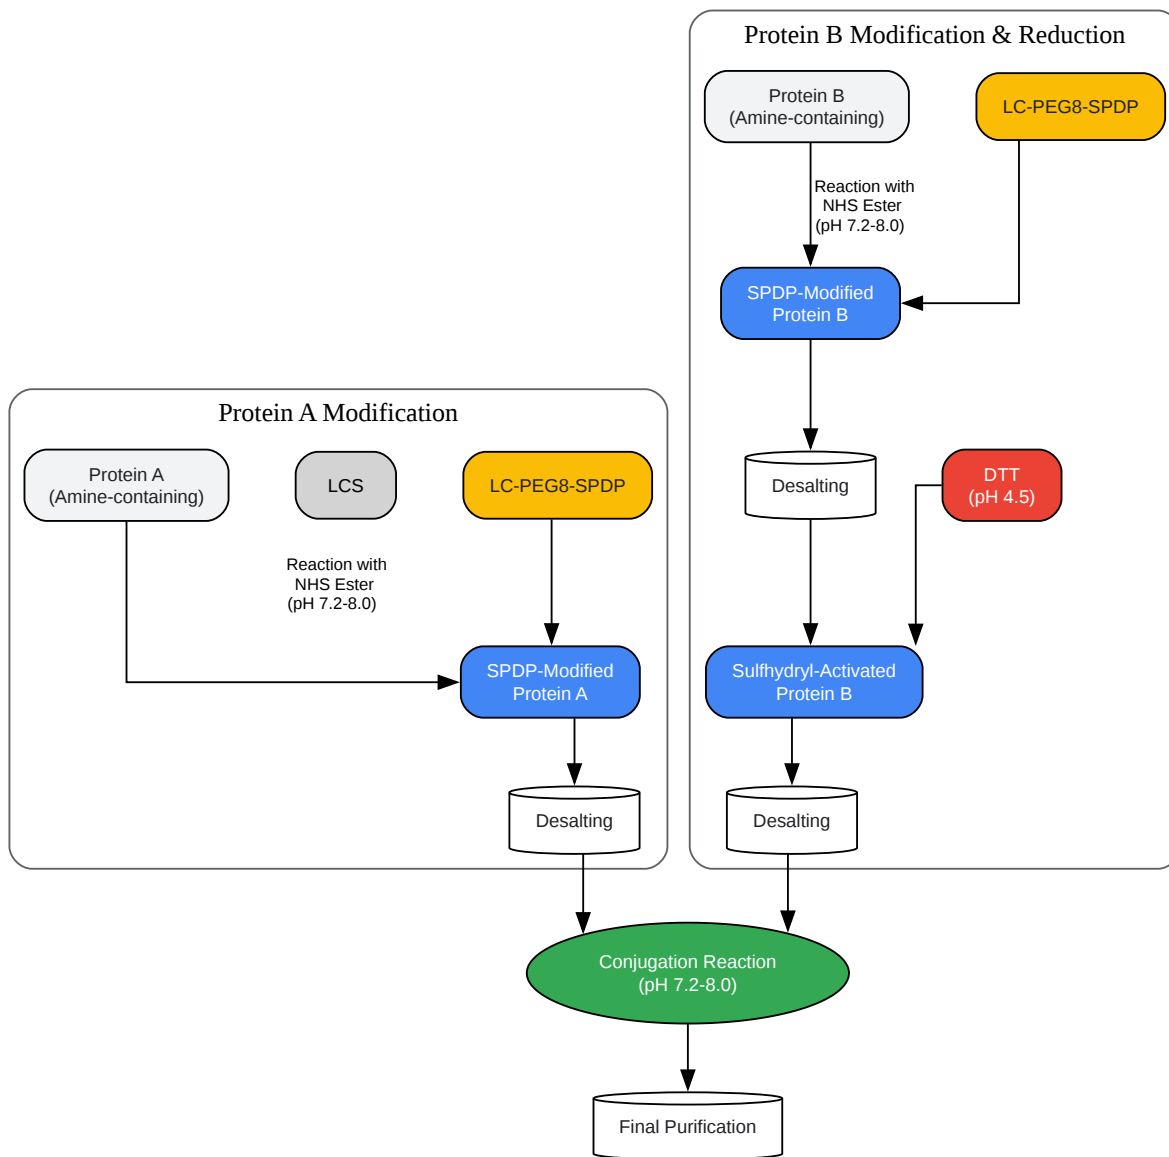 Protein B Modification & Reduction
Protein B
(Amine-containing)
LC-PEG8-SPDP
Reaction with
NHS Ester
(pH 7.2-8.0)
SPDP-Modified
Protein B
Desalting
DTT
(pH 4.5)
Sulfhydryl-Activated
Protein B
Desalting
Protein A Modification
Protein A
(Amine-containing)
LCS
LC-PEG8-SPDP
Reaction with
NHS Ester
(pH 7.2-8.0)
SPDP-Modified
Protein A
Desalting
Conjugation Reaction
(pH 7.2-8.0)
Final Purification